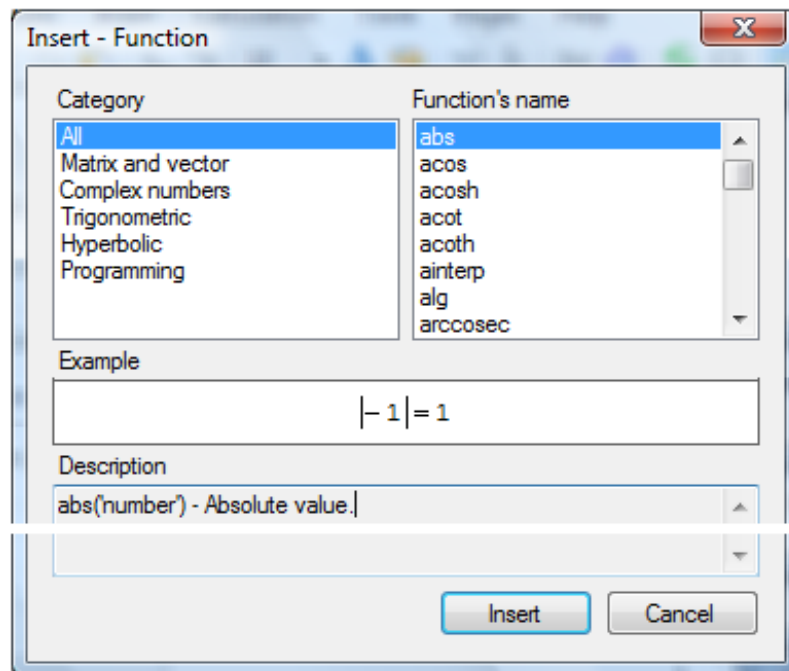 Insert - Function
Category
All
Matrix and vector
Complex numbers
Trigonometric
Hyperbolic
Programming
Function's name
abs
acos
acosh
acot
acoth
ainterp
alg
arccosec
Example
|− 1| = 1
Description
abs('number') - Absolute value.
Insert
Cancel